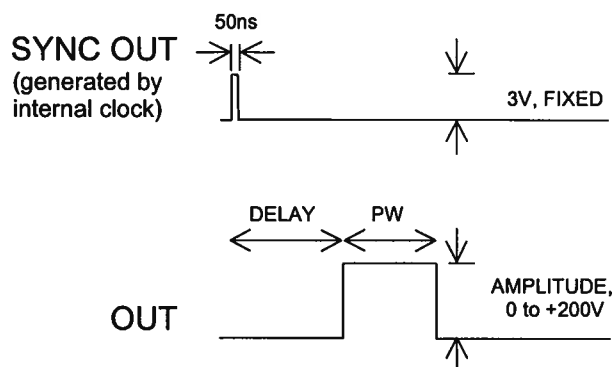 50ns
SYNC OUT
(generated by
internal clock)
3V, FIXED
DELAY
PW
AMPLITUDE,
0 to +200V
OUT